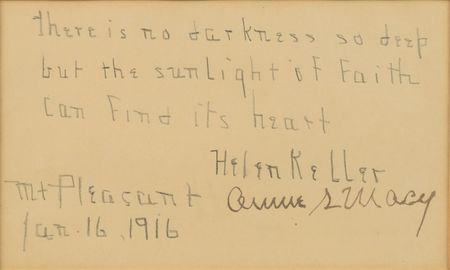 there is no darkness so deep
but the sunlight of Faith
can find its heart
Helen Keller
Mt Pleasant Annie S Macy
Jan. 16, 1916